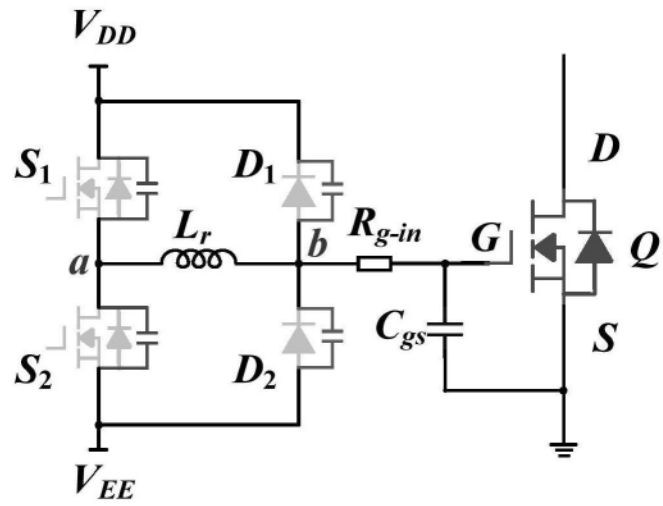 V_DD
S_1
D_1
D
L_r
b
R_g-in
G
Q
a
C_gs
S
S_2
D_2
V_EE